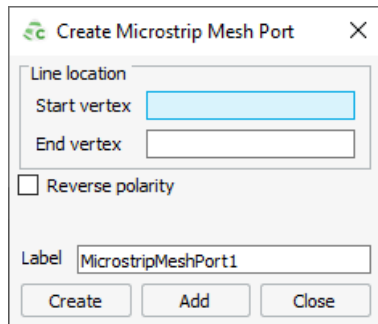 Create Microstrip Mesh Port
Line location
Start vertex
End vertex
Reverse polarity
Label MicrostripMeshPort1
Create Add Close